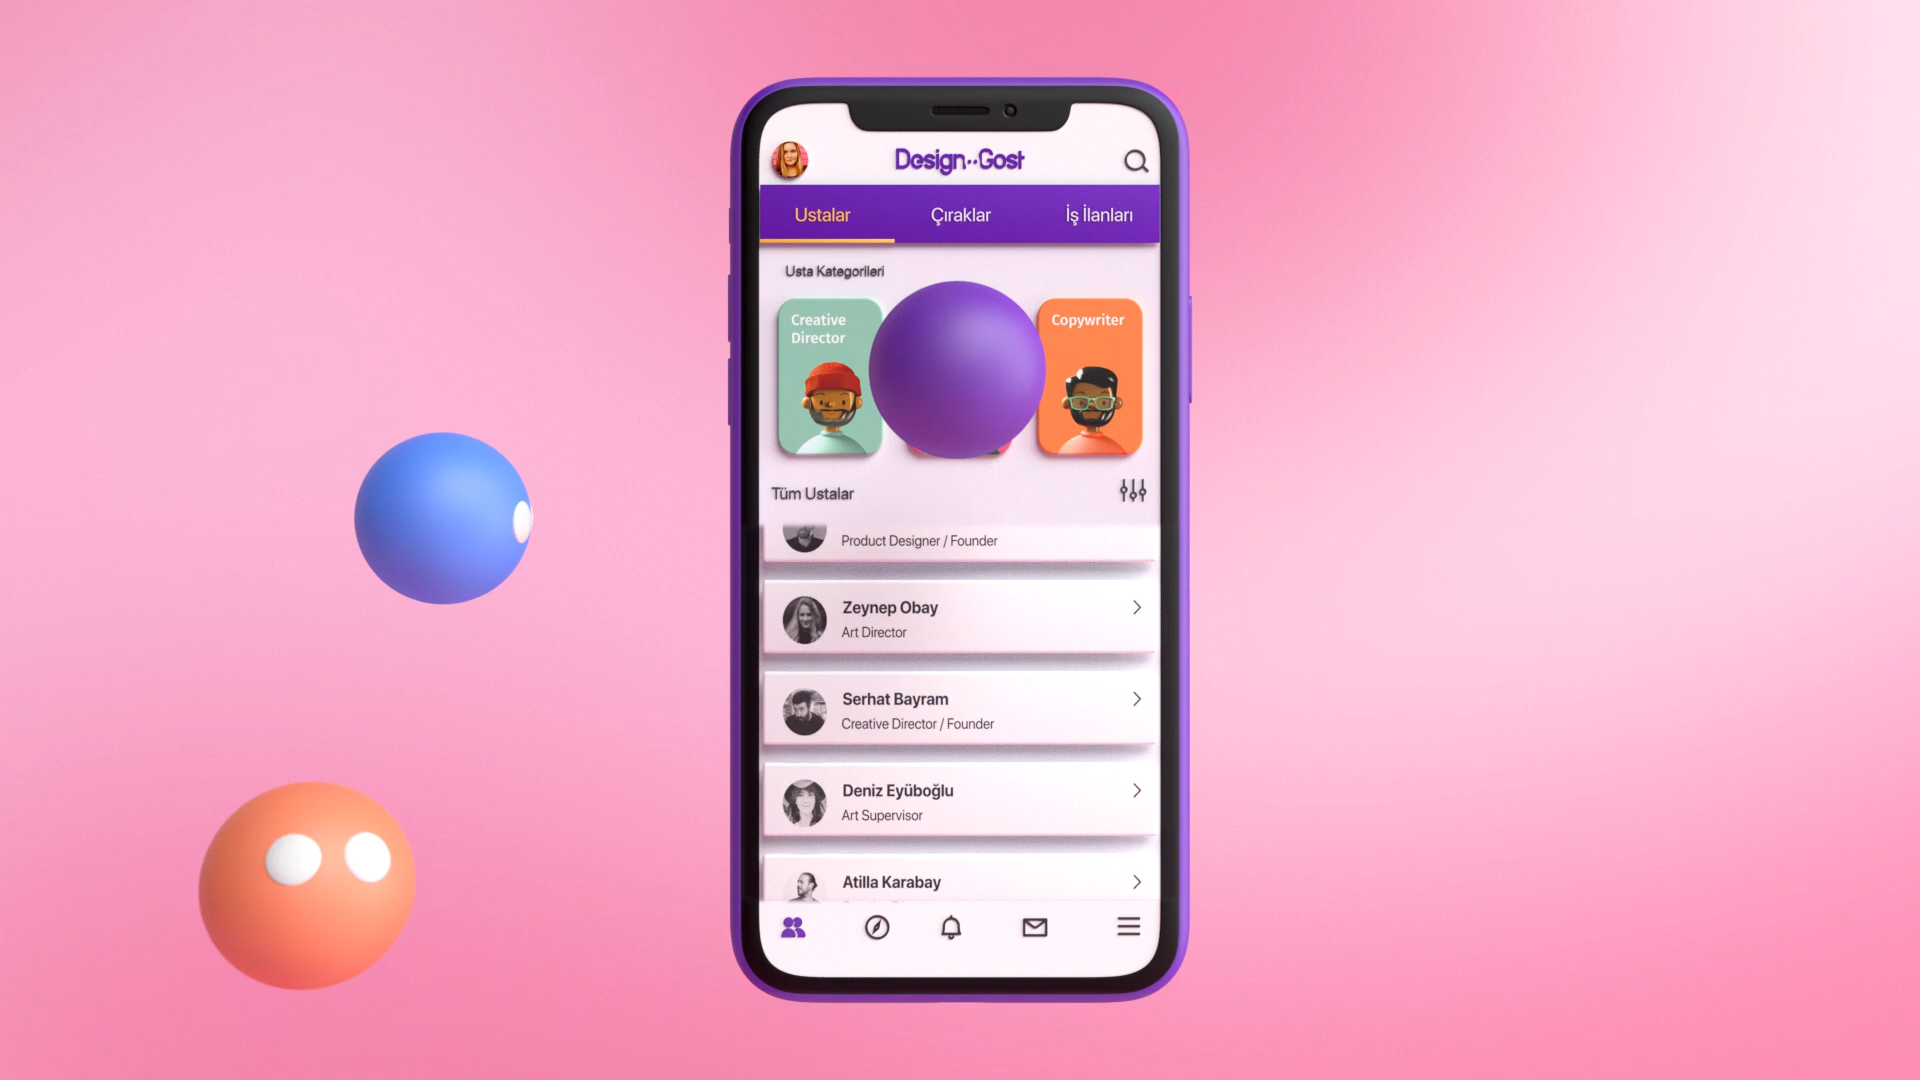 Design··Gost
Ustalar
Çıraklar
İş İlanları
Usta Kategorileri
Creative
Director
Copywriter
Tüm Ustalar
Product Designer / Founder
Zeynep Obay
Art Director
Serhat Bayram
Creative Director / Founder
Deniz Eyüboğlu
Art Supervisor
Atilla Karabay